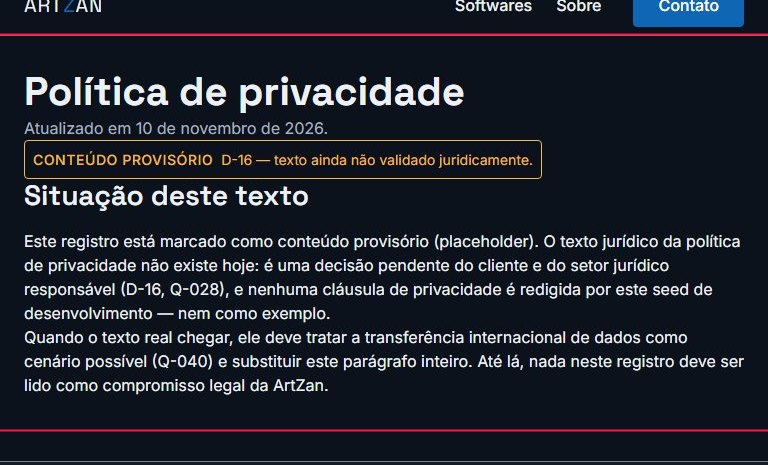 ARTZAN
Softwares Sobre Contato
Política de privacidade
Atualizado em 10 de novembro de 2026.
CONTEÚDO PROVISÓRIO D-16 — texto ainda não validado juridicamente.
Situação deste texto
Este registro está marcado como conteúdo provisório (placeholder). O texto jurídico da política
de privacidade não existe hoje: é uma decisão pendente do cliente e do setor jurídico
responsável (D-16, Q-028), e nenhuma cláusula de privacidade é redigida por este seed de
desenvolvimento — nem como exemplo.
Quando o texto real chegar, ele deve tratar a transferência internacional de dados como
cenário possível (Q-040) e substituir este parágrafo inteiro. Até lá, nada neste registro deve ser
lido como compromisso legal da ArtZan.